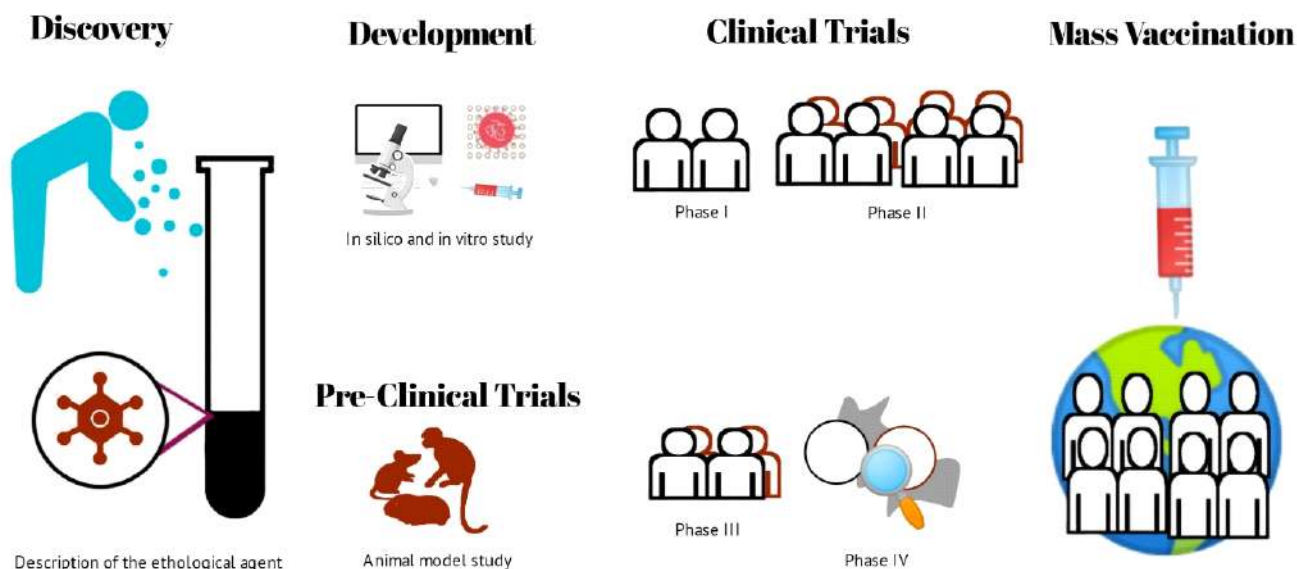 Discovery
Development
Clinical Trials
Mass Vaccination
Phase I
Phase II
In silico and in vitro study
Pre-Clinical Trials
Phase III
Phase IV
Description of the ethological agent
Animal model study